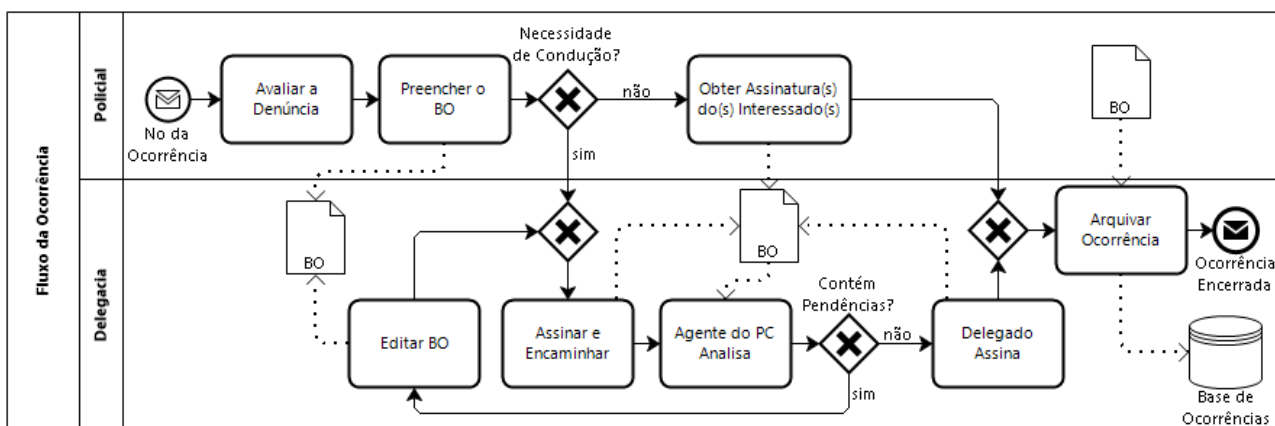 Fluxo da Ocorrência
Policial
No da
Ocorrência
Avaliar a
Denúncia
Preencher o
BO
Necessidade
de Condução?
não
sim
Obter Assinatura(s)
do(s) Interessado(s)
BO
Delegacia
BO
Editar BO
Assinar e
Encaminhar
BO
Agente do PC
Analisa
Contém
Pendências?
não
sim
Delegado
Assina
Arquivar
Ocorrência
Ocorrência
Encerrada
Base de
Ocorrências